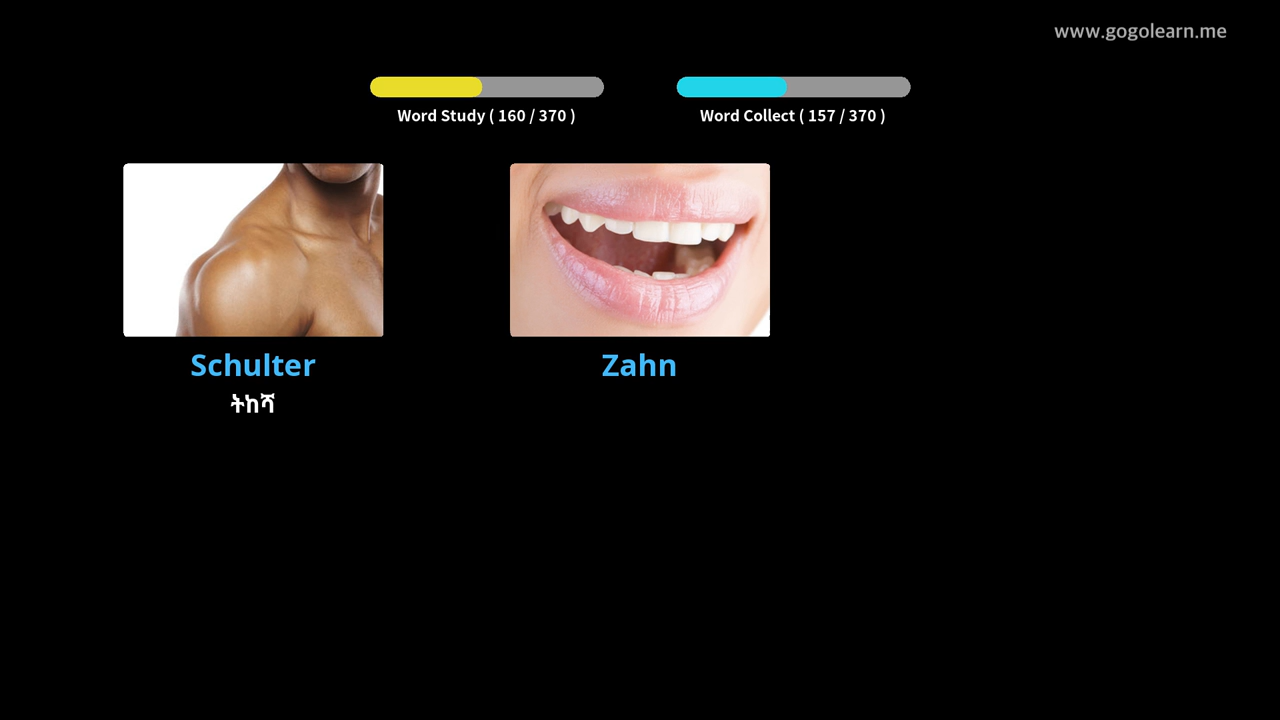 www.gogolearn.me
Word Study ( 160 / 370 )
Word Collect ( 157 / 370 )
Schulter
ትከሻ
Zahn